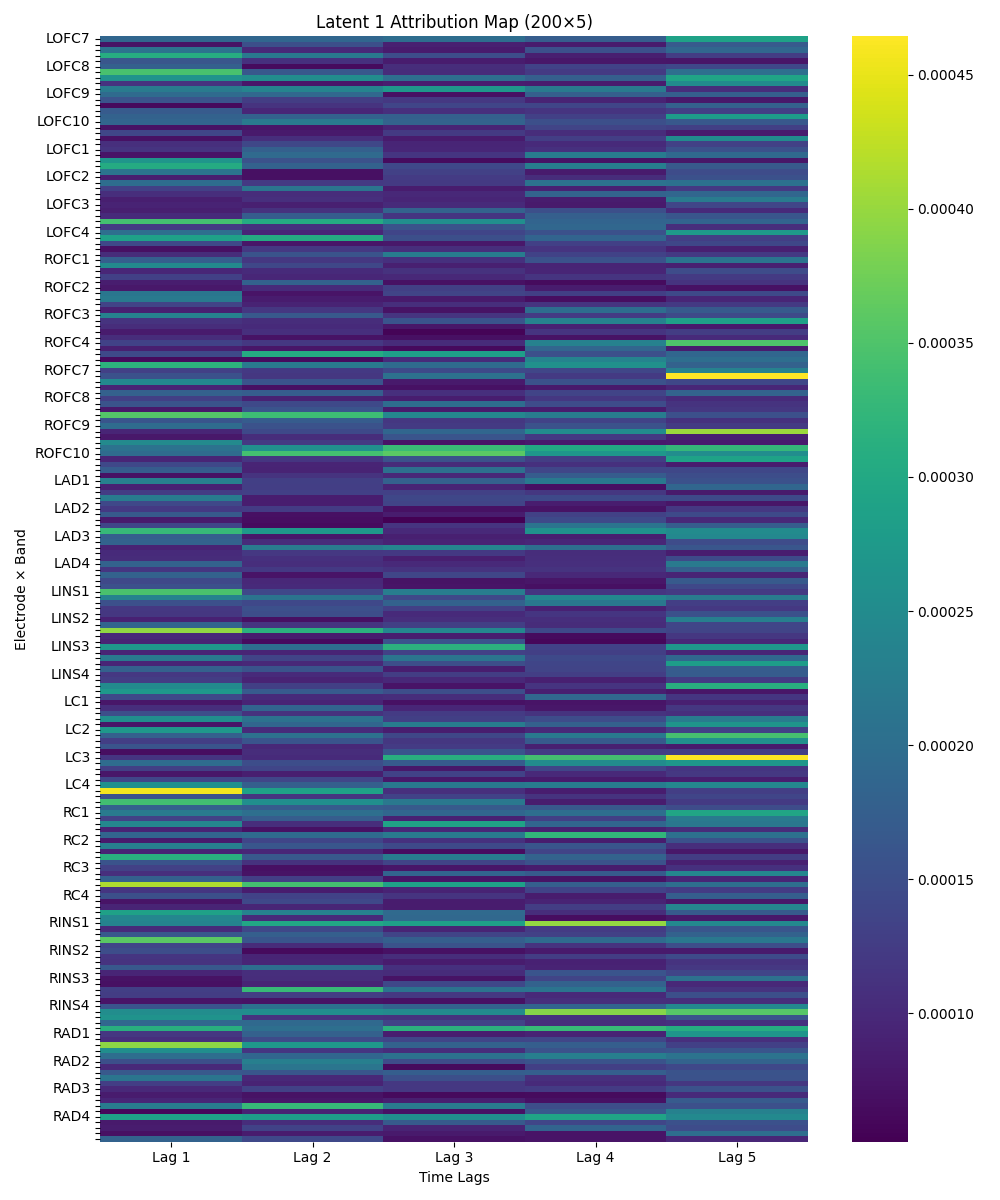 Latent 1 Attribution Map (200×5)
LOFC7
LOFC8
LOFC9
LOFC10
LOFC1
LOFC2
LOFC3
LOFC4
ROFC1
ROFC2
ROFC3
ROFC4
ROFC7
ROFC8
ROFC9
ROFC10
LAD1
LAD2
LAD3
LAD4
LINS1
LINS2
LINS3
LINS4
LC1
LC2
LC3
LC4
RC1
RC2
RC3
RC4
RINS1
RINS2
RINS3
RINS4
RAD1
RAD2
RAD3
RAD4
Electrode × Band
Lag 1 Lag 2 Lag 3 Lag 4 Lag 5
Time Lags
0.00045
0.00040
0.00035
0.00030
0.00025
0.00020
0.00015
0.00010